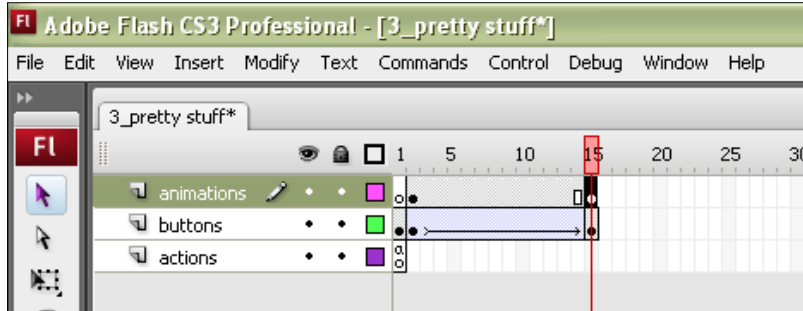 Fl Adobe Flash CS3 Professional - [3_pretty stuff*]
File Edit View Insert Modify Text Commands Control Debug Window Help
3_pretty stuff*
Fl
1 5 10 15 20 25 30
animations
buttons
a
actions